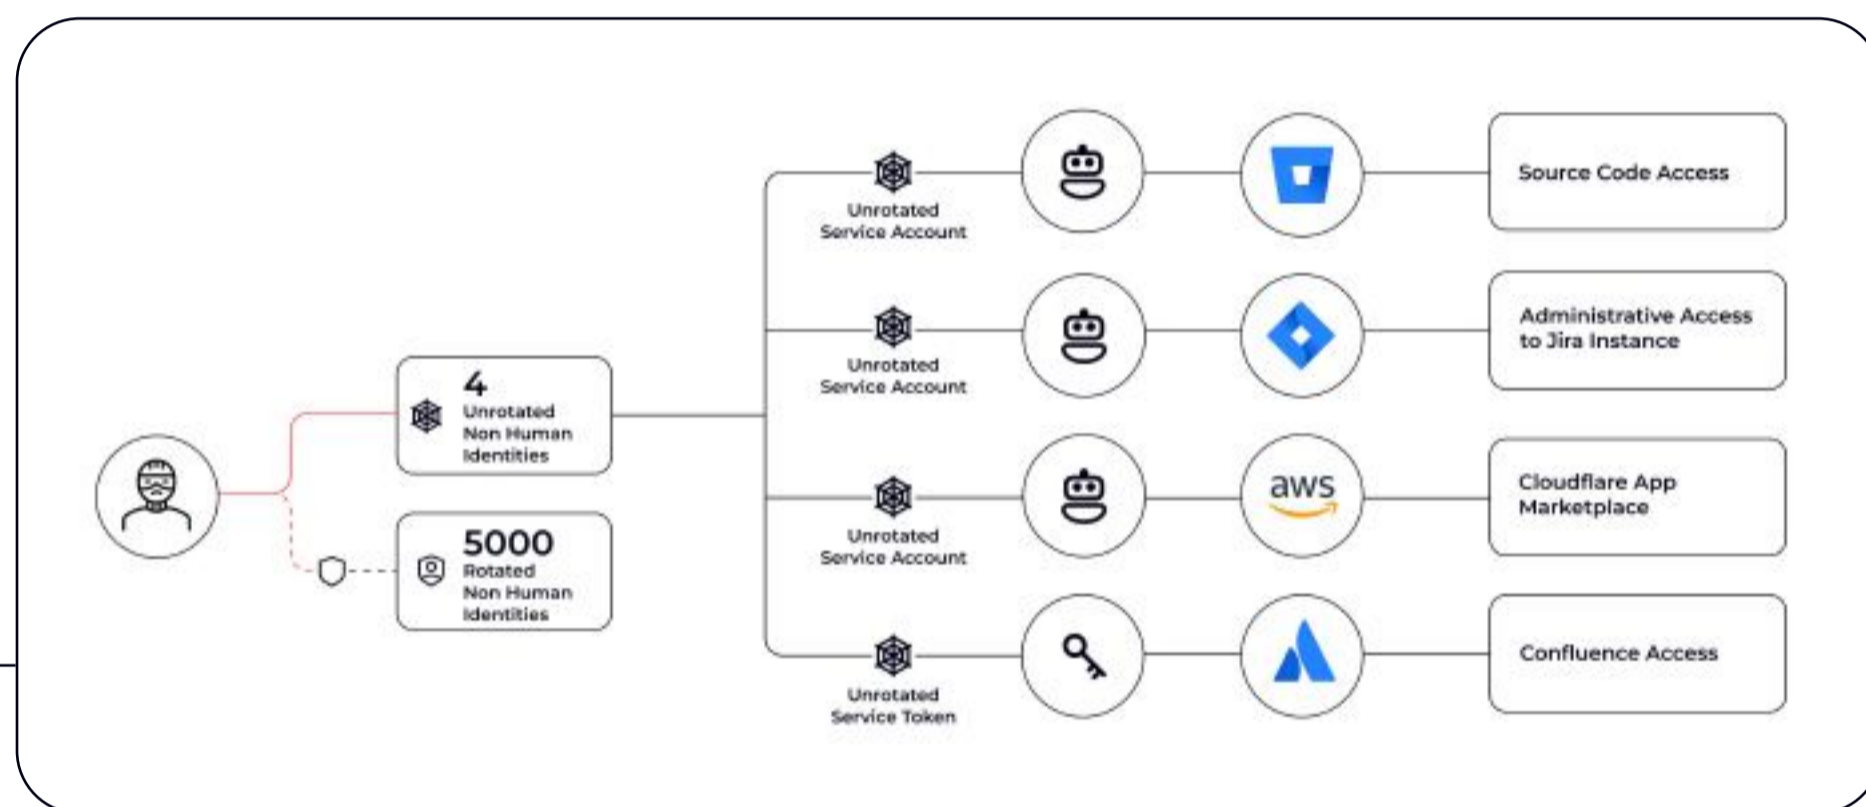 4
Unrotated
Non Human
Identities
5000
Rotated
Non Human
Identities
Unrotated
Service Account
Source Code Access
Unrotated
Service Account
Administrative Access
to Jira Instance
Unrotated
Service Account
aws
Cloudflare App
Marketplace
Unrotated
Service Token
Confluence Access